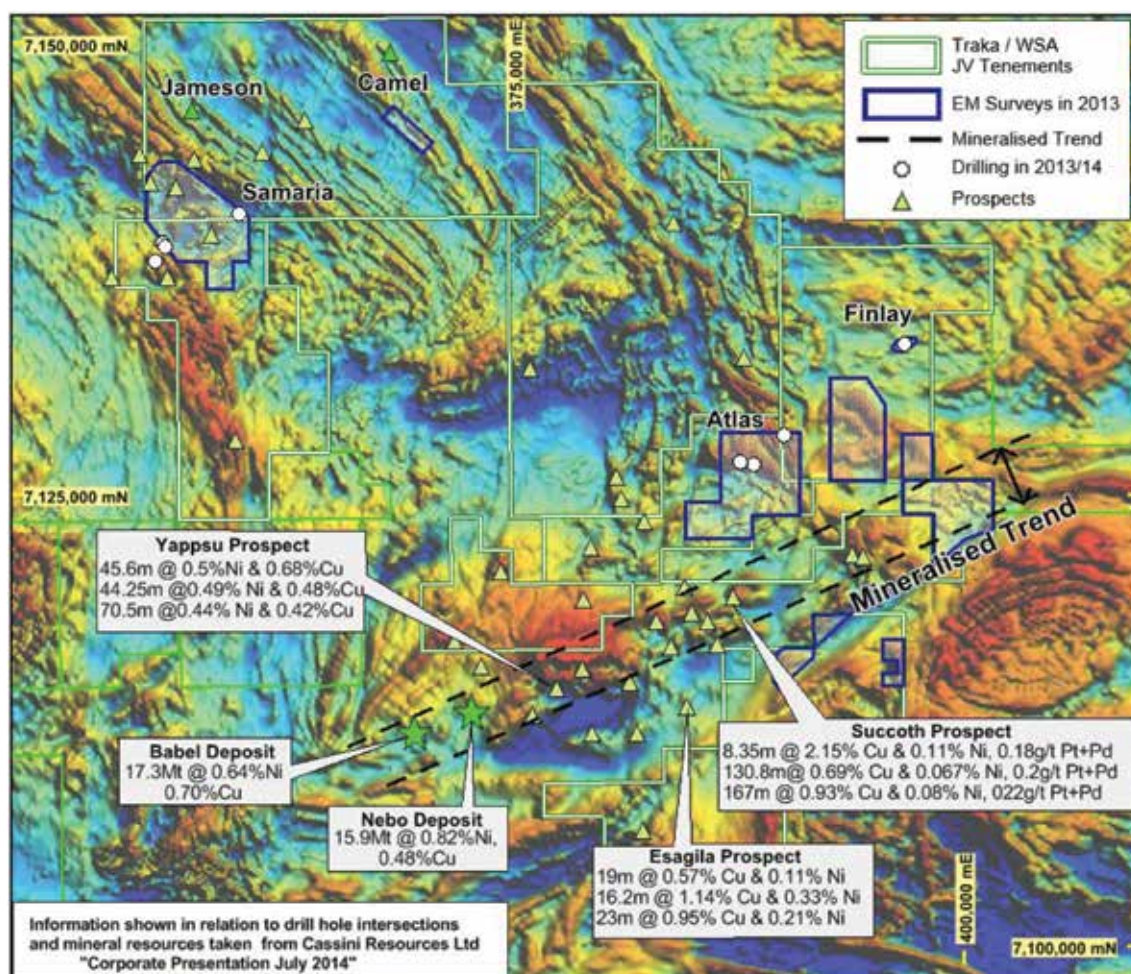 7,150,000 mN
Jameson
Camel
375,000 mE
Traka / WSA
JV Tenements
EM Surveys in 2013
Mineralised Trend
Drilling in 2013/14
Prospects
Samaria
Finlay
Atlas
7,125,000 mN
Mineralised Trend
Yappsu Prospect
45.6m @ 0.5%Ni & 0.68%Cu
44.25m @0.49% Ni & 0.48%Cu
70.5m @0.44% Ni & 0.42%Cu
Babel Deposit
17.3Mt @ 0.64%Ni
0.70%Cu
Nebo Deposit
15.9Mt @ 0.82%Ni,
0.48%Cu
Succoth Prospect
8.35m @ 2.15% Cu & 0.11% Ni, 0.18g/t Pt+Pd
130.8m@ 0.69% Cu & 0.067% Ni, 0.2g/t Pt+Pd
167m @ 0.93% Cu & 0.08% Ni, 022g/t Pt+Pd
Esagila Prospect
19m @ 0.57% Cu & 0.11% Ni
16.2m @ 1.14% Cu & 0.33% Ni
23m @ 0.95% Cu & 0.21% Ni
400,000 mE
7,100,000 mN
Information shown in relation to drill hole intersections
and mineral resources taken from Cassini Resources Ltd
"Corporate Presentation July 2014"